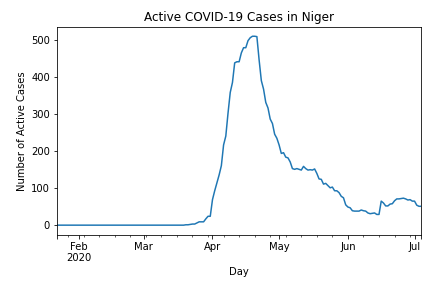 Active COVID-19 Cases in Niger
Number of Active Cases
500
400
300
200
100
0
Feb Mar Apr May Jun Jul
2020
Day